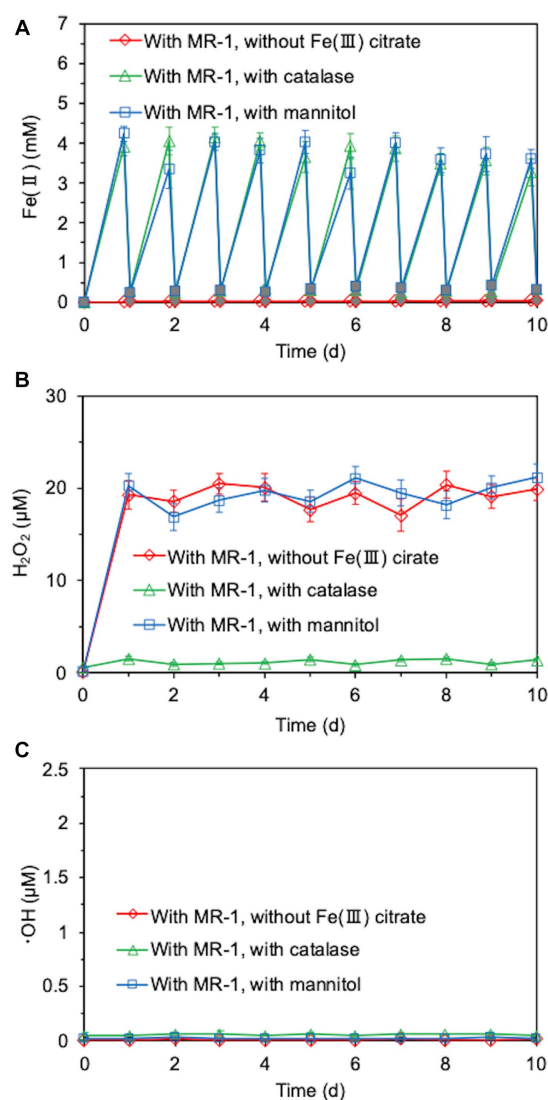 A
With MR-1, without Fe(Ⅲ) citrate
With MR-1, with catalase
With MR-1, with mannitol
Fe(Ⅱ) (mM)
7
6
5
4
3
2
1
0
0 2 4 6 8 10
Time (d)
B
30
20
10
0
H₂O₂ (µM)
With MR-1, without Fe(Ⅲ) cirate
With MR-1, with catalase
With MR-1, with mannitol
0 2 4 6 8 10
Time (d)
C
2.5
2
1.5
1
0.5
0
·OH (µM)
With MR-1, without Fe(Ⅲ) citrate
With MR-1, with catalase
With MR-1, with mannitol
0 2 4 6 8 10
Time (d)